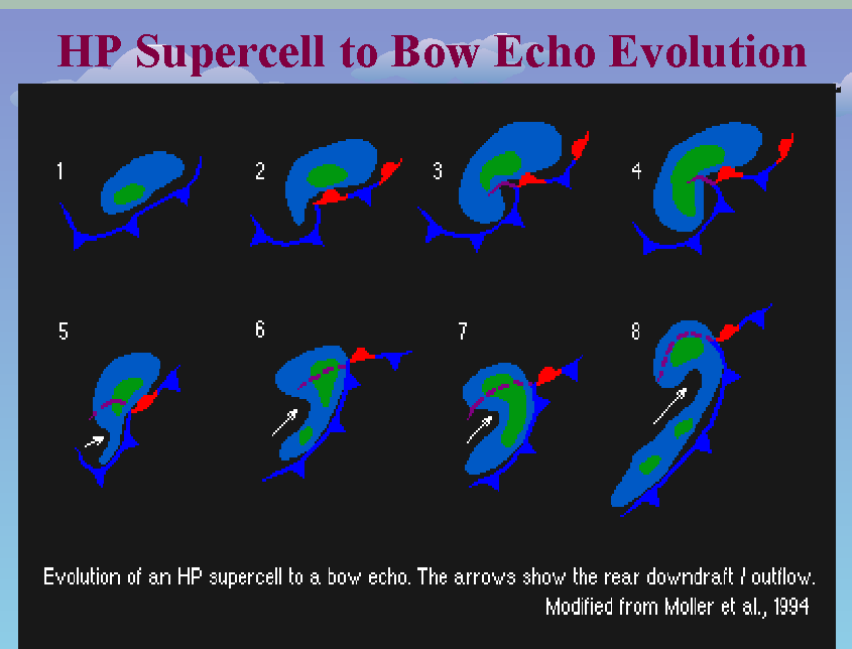 HP Supercell to Bow Echo Evolution
1 2 3 4
5 6 7 8
Evolution of an HP supercell to a bow echo. The arrows show the rear downdraft / outflow.
Modified from Moller et al., 1994